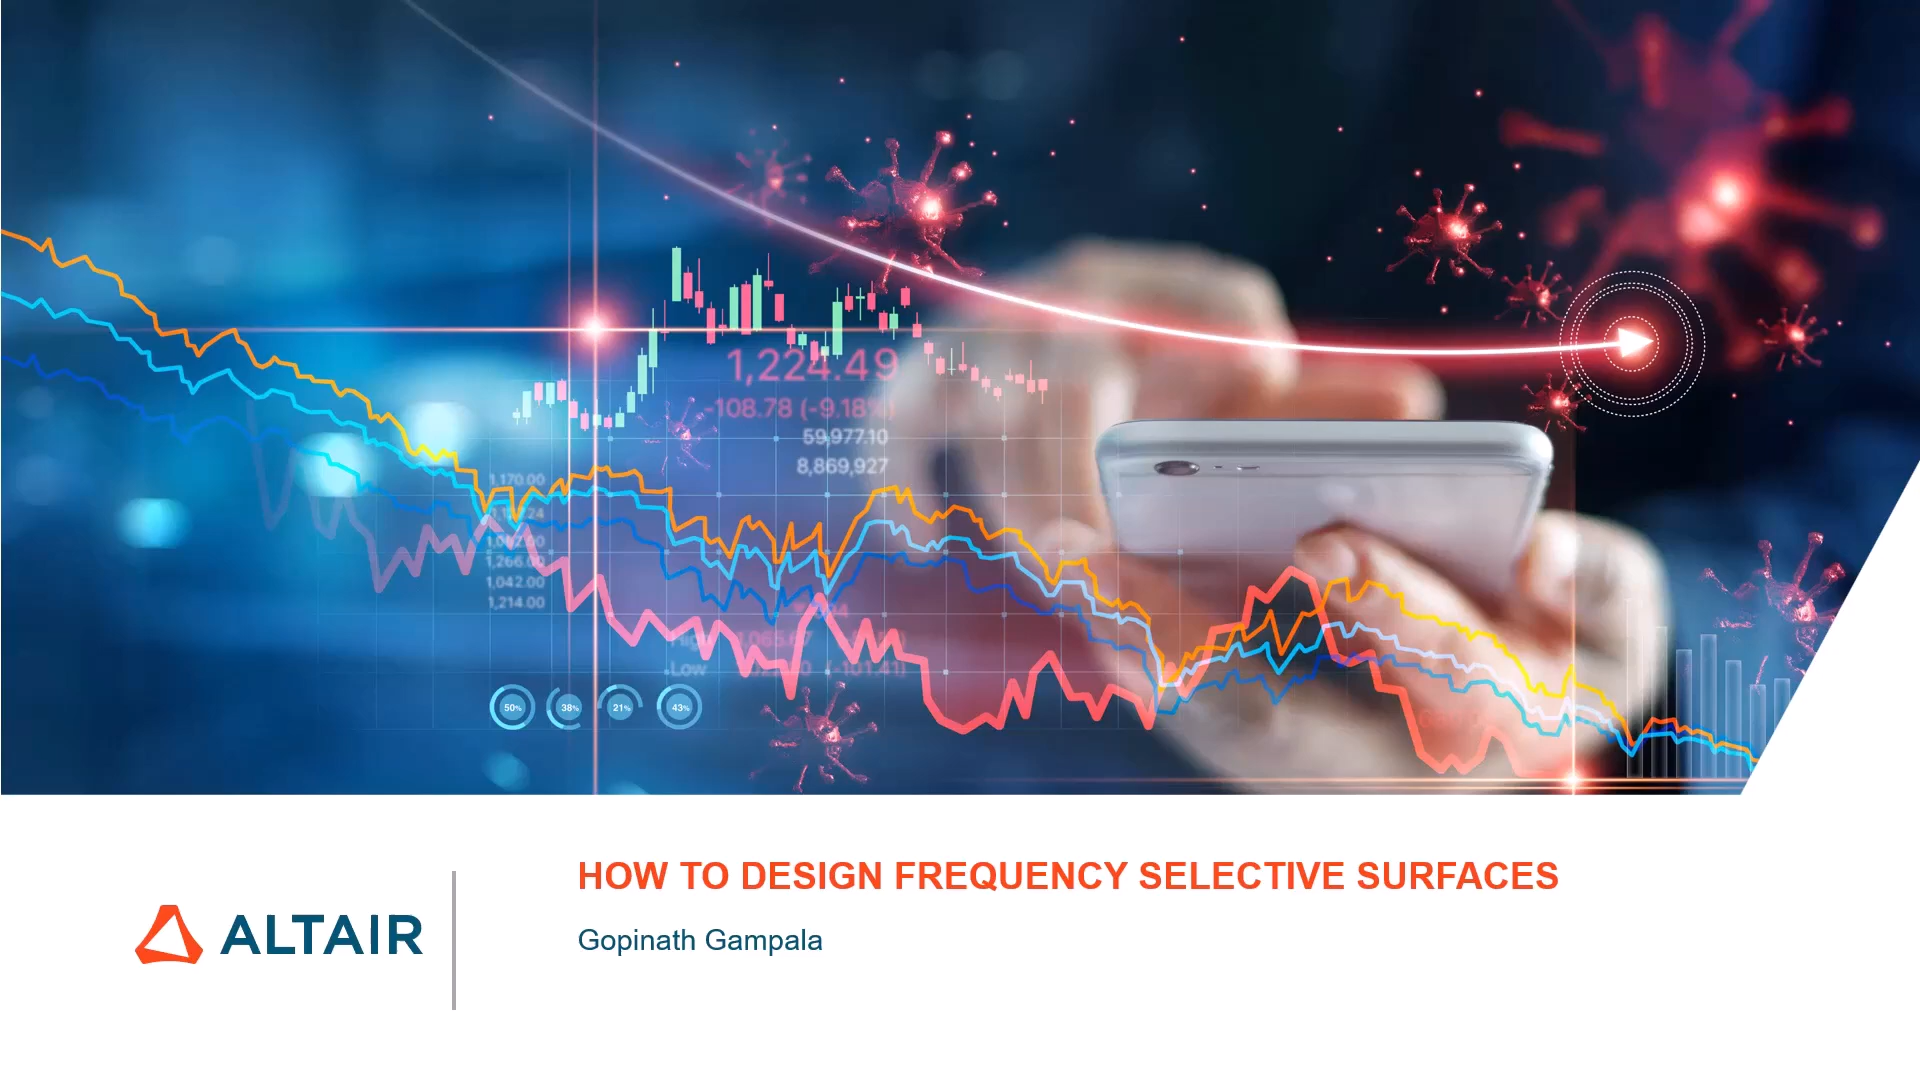 1,224.49
-108.78 (-9.18%)
59,977.10
8,869,927
1,170.00
1,266.00
1,042.00
1,214.00
High
Low
50%
38%
21%
43%
ALTAIR
HOW TO DESIGN FREQUENCY SELECTIVE SURFACES
Gopinath Gampala